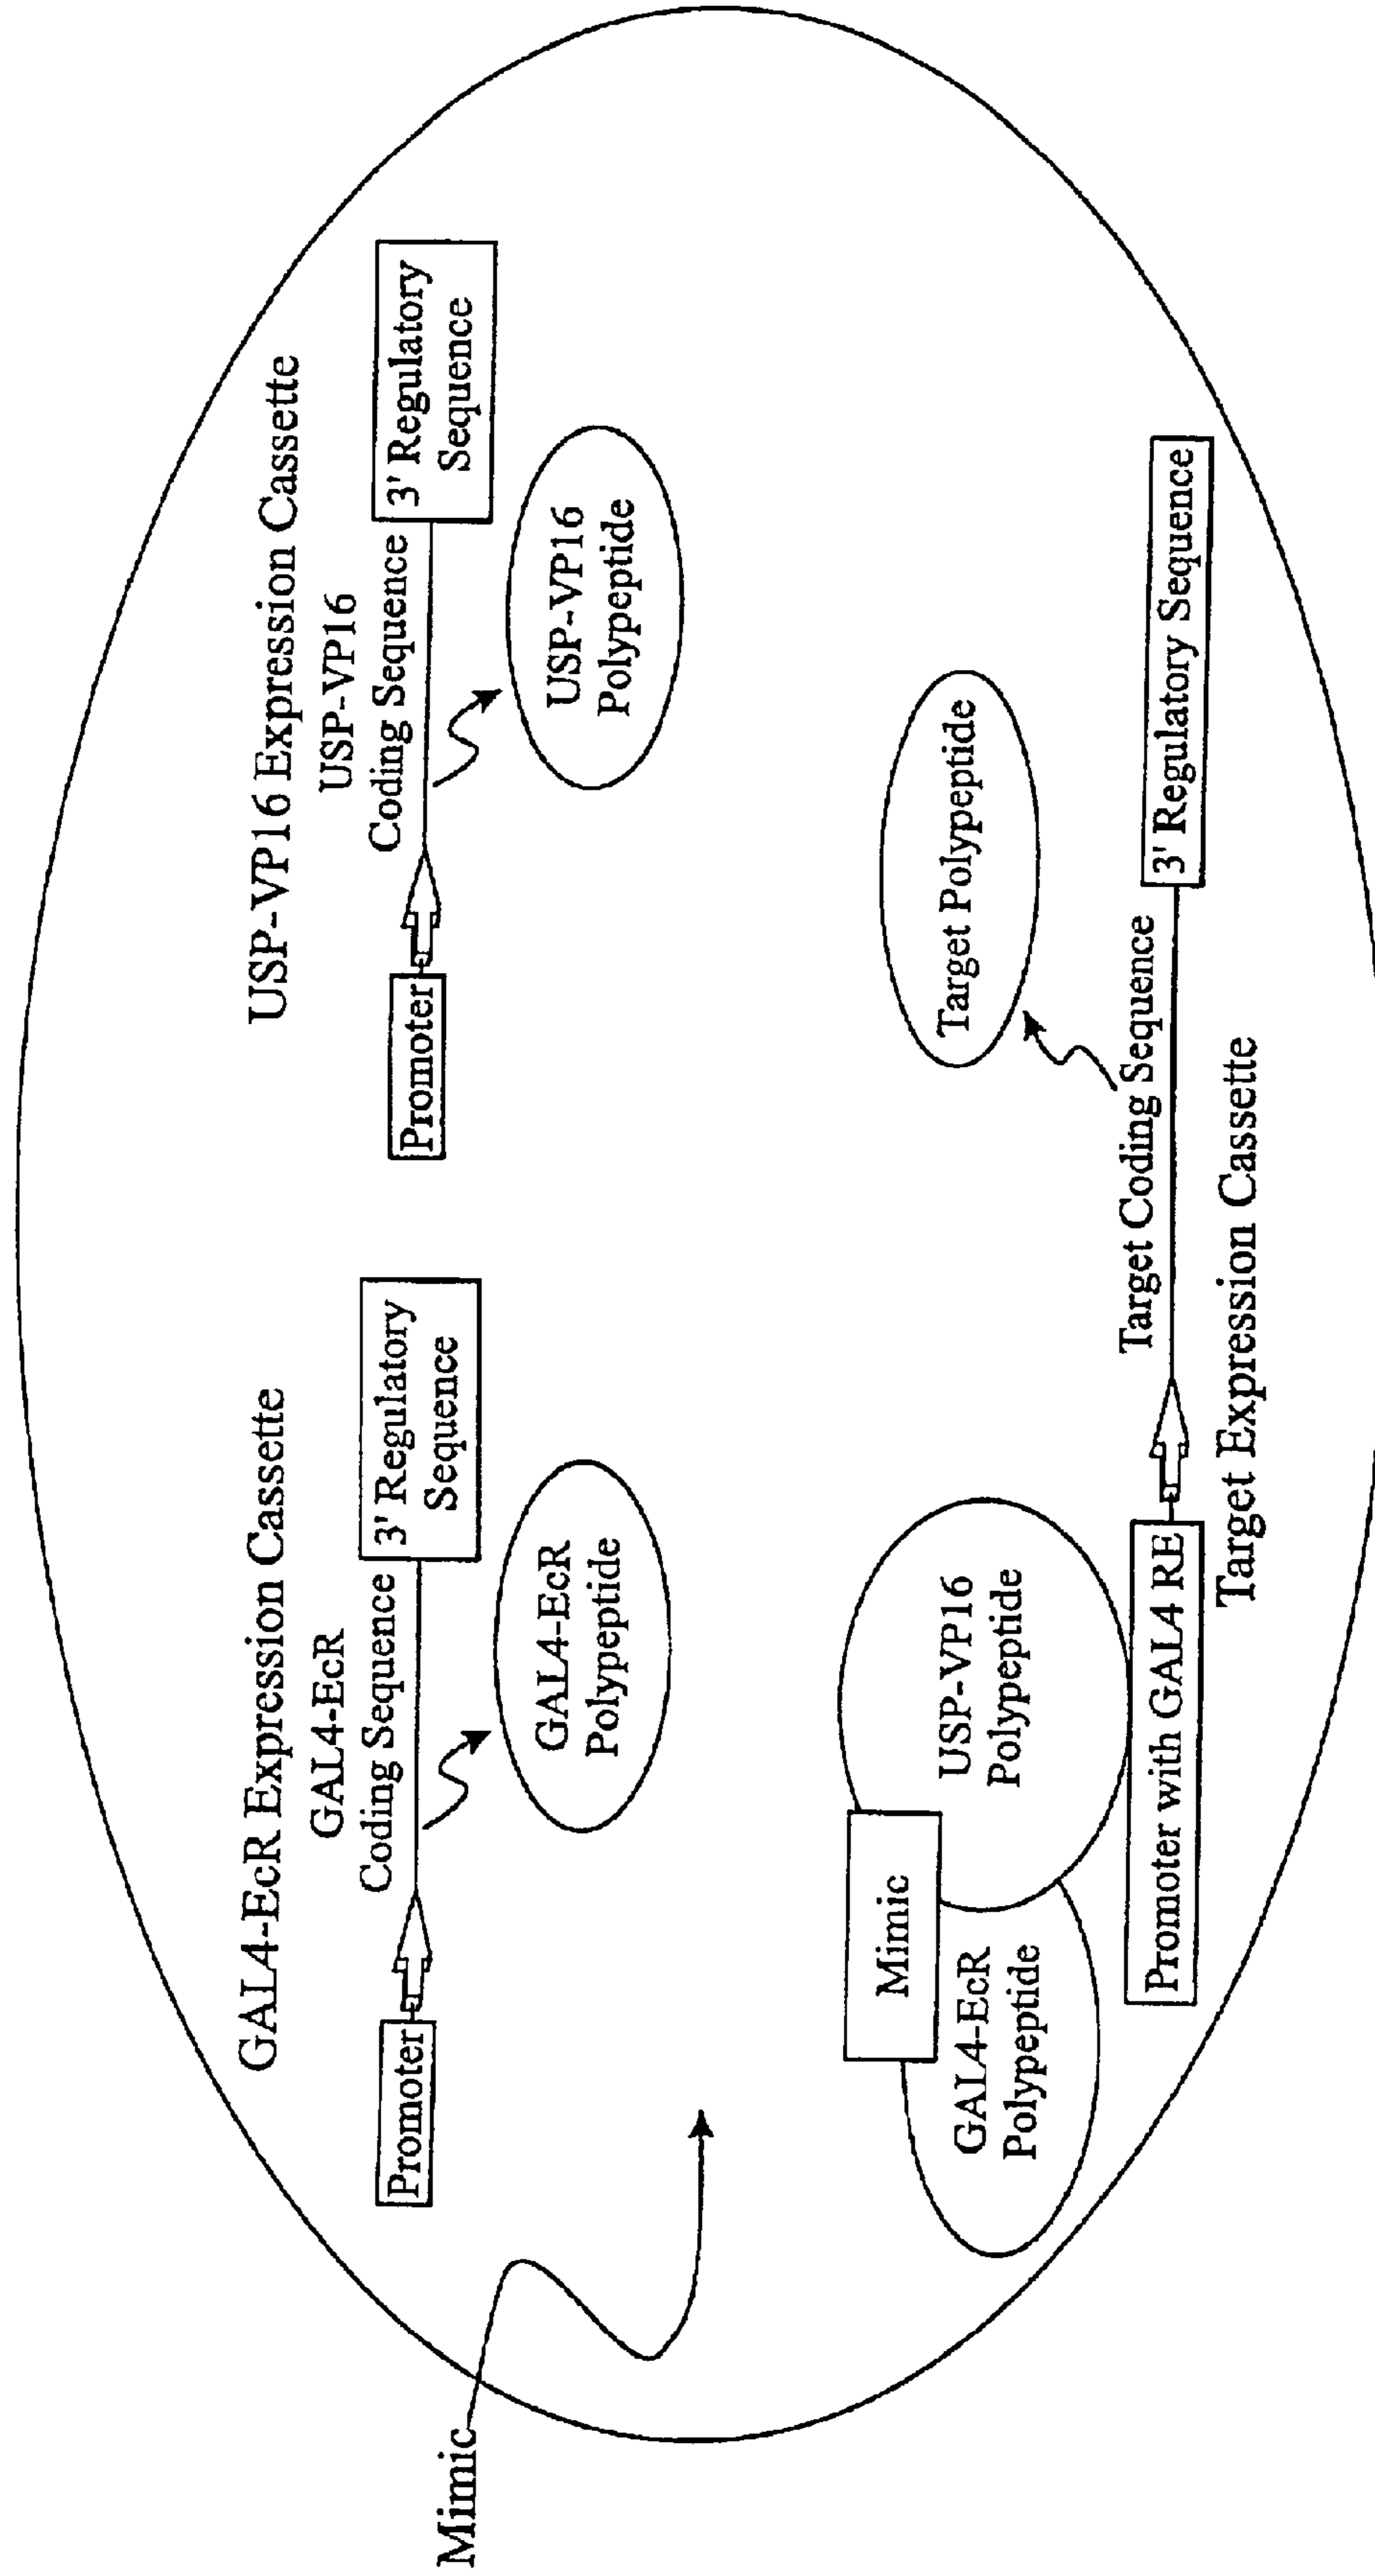 Mimic
GAL4-EcR Expression Cassette
GAL4-EcR
Coding Sequence
Promoter
3' Regulatory
Sequence
GAL4-EcR
Polypeptide
USP-VP16 Expression Cassette
USP-VP16
Coding Sequence
Promoter
3' Regulatory
Sequence
USP-VP16
Polypeptide
Mimic
GAL4-EcR
Polypeptide
USP-VP16
Polypeptide
Target Polypeptide
Promoter with GAL4 RE
Target Coding Sequence
3' Regulatory Sequence
Target Expression Cassette